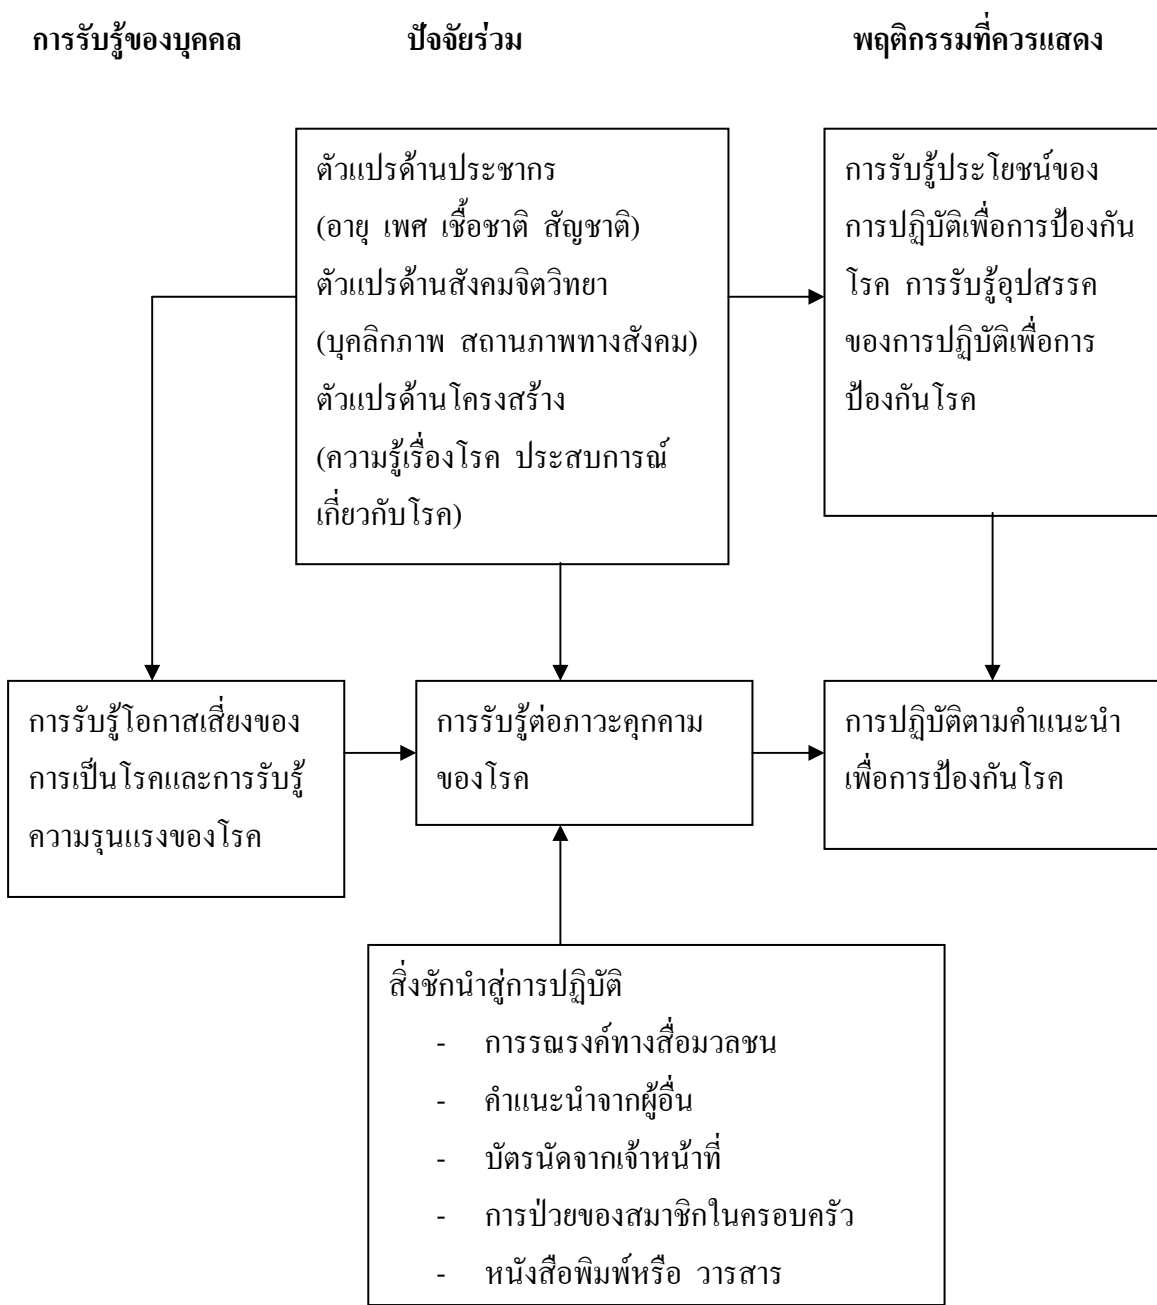 การรับรู้ของบุคคล
ปัจจัยร่วม
พฤติกรรมที่ควรแสดง
ตัวแปรด้านประชากร
(อายุ เพศ เชื้อชาติ สัญชาติ)
ตัวแปรด้านสังคมจิตวิทยา
(บุคลิกภาพ สถานภาพทางสังคม)
ตัวแปรด้านโครงสร้าง
(ความรู้เรื่องโรค ประสบการณ์
เกี่ยวกับโรค)
การรับรู้ประโยชน์ของ
การปฏิบัติเพื่อการป้องกัน
โรค การรับรู้อุปสรรค
ของการปฏิบัติเพื่อการ
ป้องกันโรค
การรับรู้โอกาสเสี่ยงของ
การเป็นโรคและการรับรู้
ความรุนแรงของโรค
การรับรู้ต่อภาวะคุกคาม
ของโรค
การปฏิบัติตามคำแนะนำ
เพื่อการป้องกันโรค
สิ่งชักนำสู่การปฏิบัติ
- การรณรงค์ทางสื่อมวลชน
- คำแนะนำจากผู้อื่น
- บัตรนัดจากเจ้าหน้าที่
- การป่วยของสมาชิกในครอบครัว
- หนังสือพิมพ์หรือ วารสาร